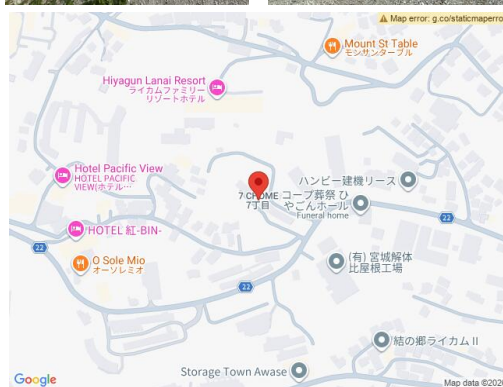 Map error: g.co/staticmaperro
Mount St Table
モンサンターブル
Hiyagun Lanai Resort
ライカムファミリー
リゾートホテル
Hotel Pacific View
HOTEL PACIFIC
VIEW(ホテル...
7 CHOME
7丁目
コープ葬祭 ひ
やごんホール
Funeral home
ハンビー建機リース
22
HOTEL 紅-BIN-
O Sole Mio
オーソレミオ
22
(有) 宮城解体
比屋根工場
22
結の郷ライカムⅡ
Storage Town Awase
Google
Map data ©202